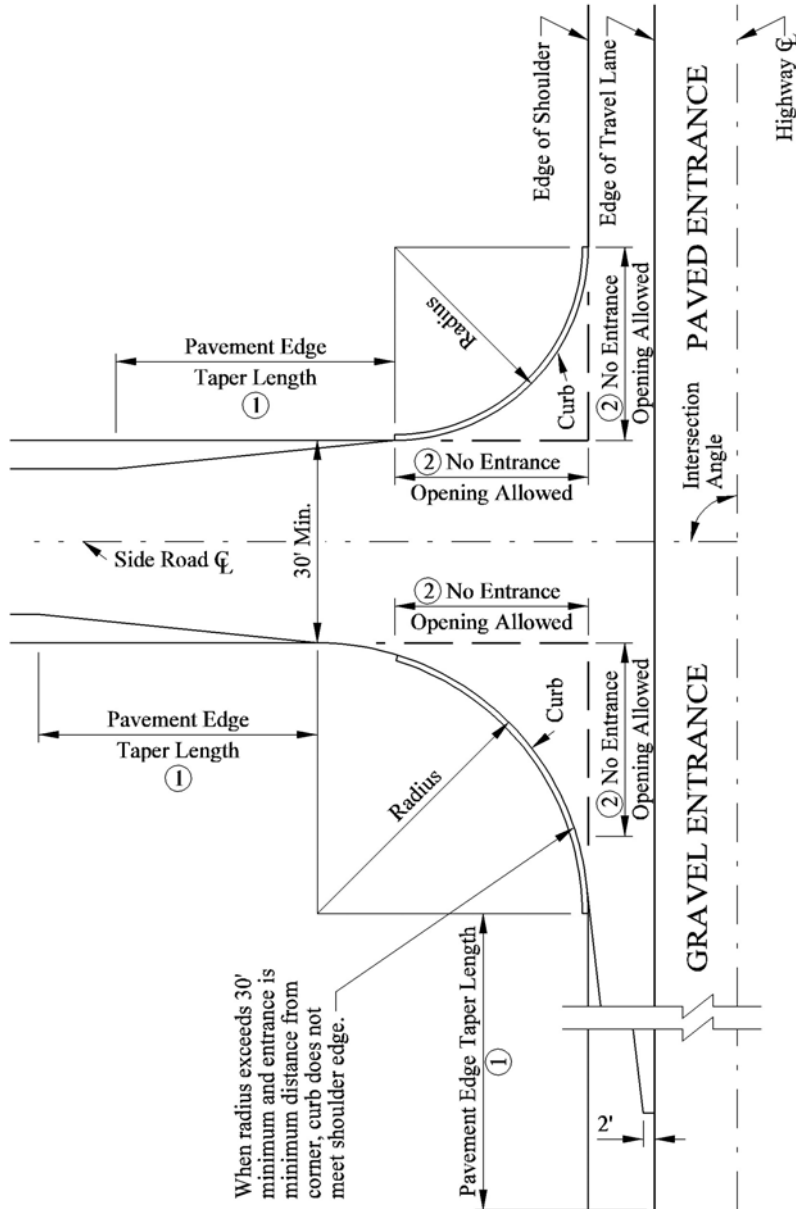 Edge of Shoulder
Edge of Travel Lane
Highway ℄
PAVED ENTRANCE
Pavement Edge
Taper Length
①
Radius
Curb
② No Entrance
Opening Allowed
② No Entrance
Opening Allowed
Intersection
Angle
Side Road ℄
30' Min.
② No Entrance
Opening Allowed
② No Entrance
Opening Allowed
Pavement Edge
Taper Length
①
Curb
Radius
GRAVEL ENTRANCE
When radius exceeds 30'
minimum and entrance is
minimum distance from
corner, curb does not
meet shoulder edge.
Pavement Edge Taper Length
①
2'